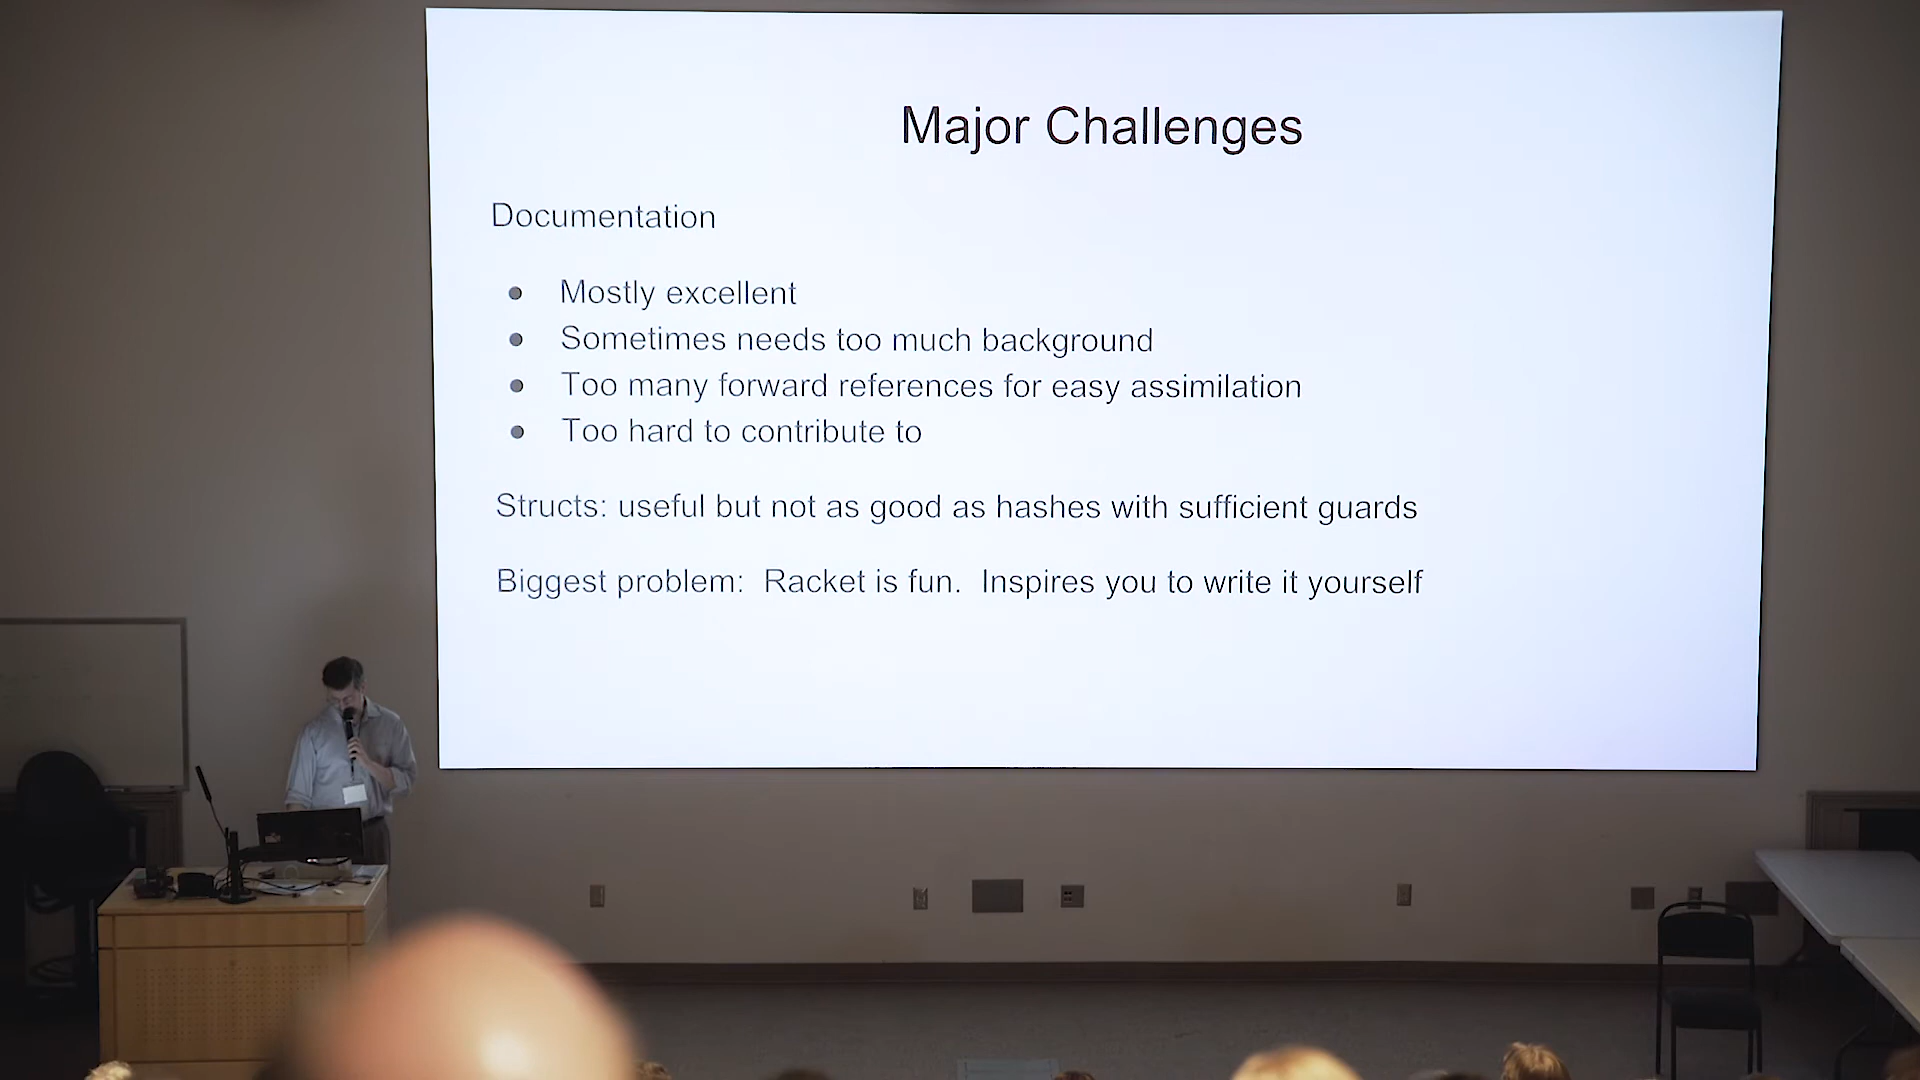 Major Challenges
Documentation
● Mostly excellent
● Sometimes needs too much background
● Too many forward references for easy assimilation
● Too hard to contribute to
Structs: useful but not as good as hashes with sufficient guards
Biggest problem:  Racket is fun.  Inspires you to write it yourself